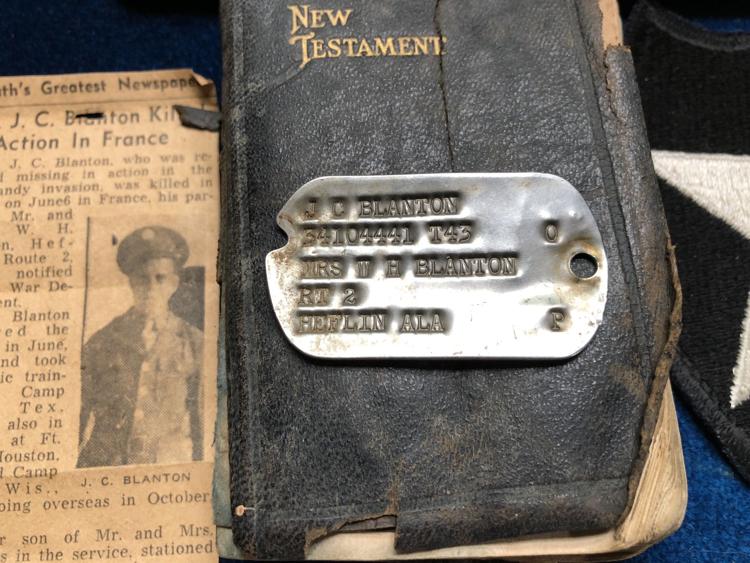 ath's Greatest Newspape
J. C. Blanton Kil
Action In France
J. C. Blanton, who was re-
missing in action in the
andy invasion, was killed in
on June6 in France, his par-
Mr. and
W. H.
n, Hef-
Route 2,
notified
War De-
ent.
Blanton
ed the
in June,
nd took
ic train-
Camp
Tex.
also in
at Ft.
Houston,
d Camp
Wis.,
J. C. BLANTON
oing overseas in October
r son of Mr. and Mrs.
s in the service, stationed
NEW
TESTAMENT
J C BLANTON
34104441 T43 O
MRS W H BLANTON
RT 2
HEFLIN ALA P